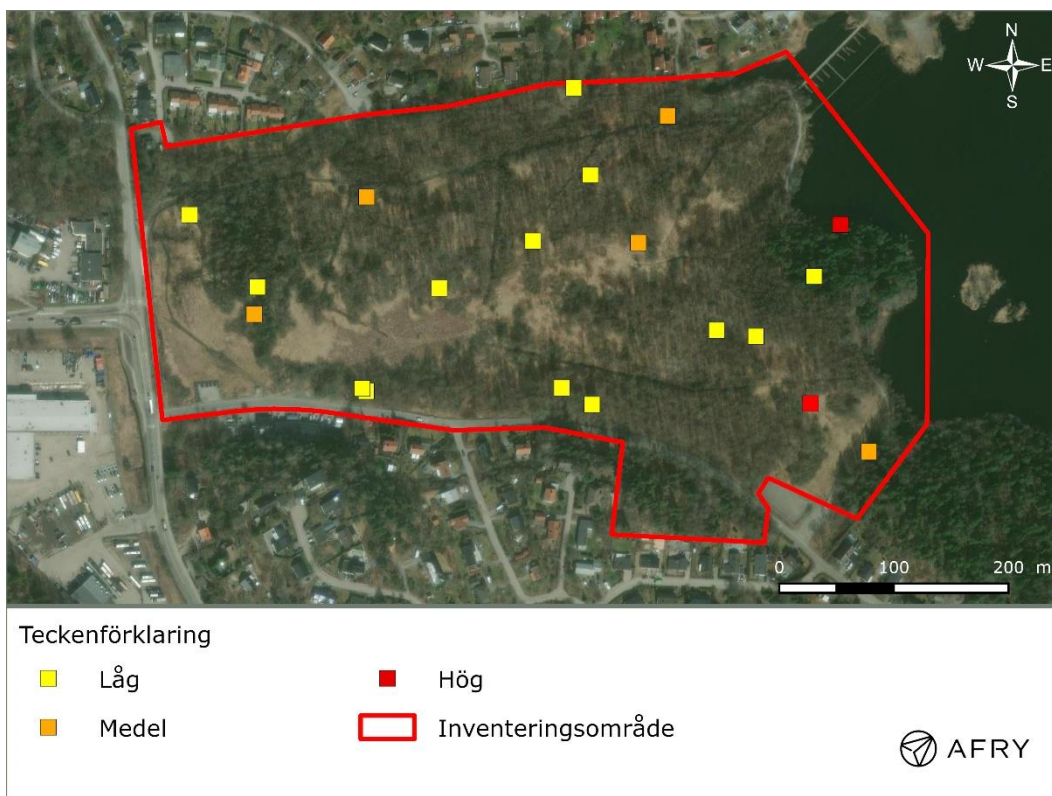 N
W E
S
0 100 200 m
Teckenförklaring
Låg Hög
Medel Inventeringsområde
AFRY